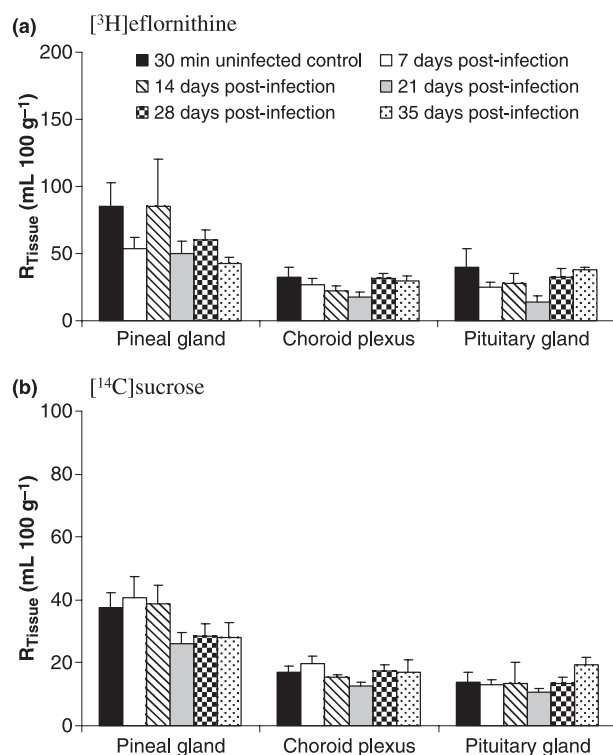 (a) [³H]eflornithine
200
150
100
50
0
R_Tissue (mL 100 g⁻¹)
30 min uninfected control 7 days post-infection
14 days post-infection 21 days post-infection
28 days post-infection 35 days post-infection
Pineal gland Choroid plexus Pituitary gland
(b) [¹⁴C]sucrose
100
80
60
40
20
0
R_Tissue (mL 100 g⁻¹)
Pineal gland Choroid plexus Pituitary gland